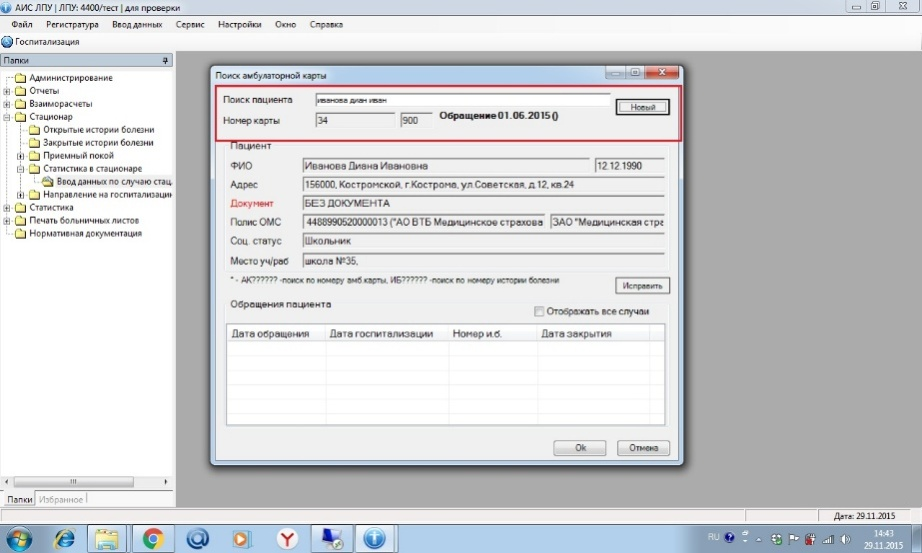 АИС ЛПУ | ЛПУ: 4400/тест | для проверки
Файл Регистратура Ввод данных Сервис Настройки Окно Справка
Госпитализация
Папки
Администрирование
Отчеты
Взаиморасчеты
Стационар
Открытые истории болезни
Закрытые истории болезни
Приемный покой
Статистика в стационаре
Ввод данных по случаю стац.
Направление на госпитализации
Статистика
Печать больничных листов
Нормативная документация
Папки Избранное
Поиск амбулаторной карты
Поиск пациента иванова диан иван Новый
Номер карты 34 900 Обращение 01.06.2015 ()
Пациент
ФИО Иванова Диана Ивановна 12.12.1990
Адрес 156000, Костромской, г.Кострома, ул.Советская, д.12, кв.24
Документ БЕЗ ДОКУМЕНТА
Полис ОМС 4488990520000013 ("АО ВТБ Медицинское страхова ЗАО "Медицинская стра
Соц. статус Школьник
Место уч/раб школа №35,
* - АК?????? -поиск по номеру амб.карты, ИБ?????? -поиск по номеру истории болезни
Исправить
Обращения пациента
Отображать все случаи
Дата обращения Дата госпитализации Номер и.б. Дата закрытия
Ok Отмена
Дата: 29.11.2015
RU 14:43
29.11.2015